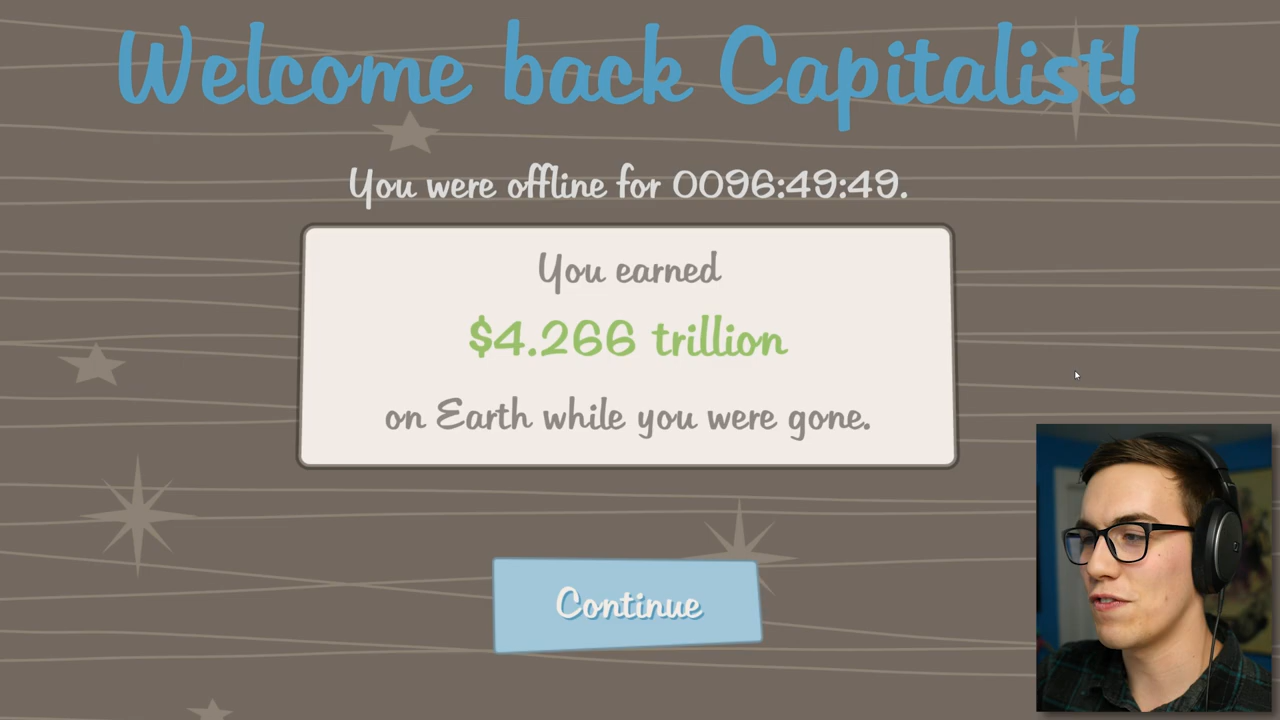 Welcome back Capitalist!
You were offline for 0096:49:49.
You earned
$4.266 trillion
on Earth while you were gone.
Continue